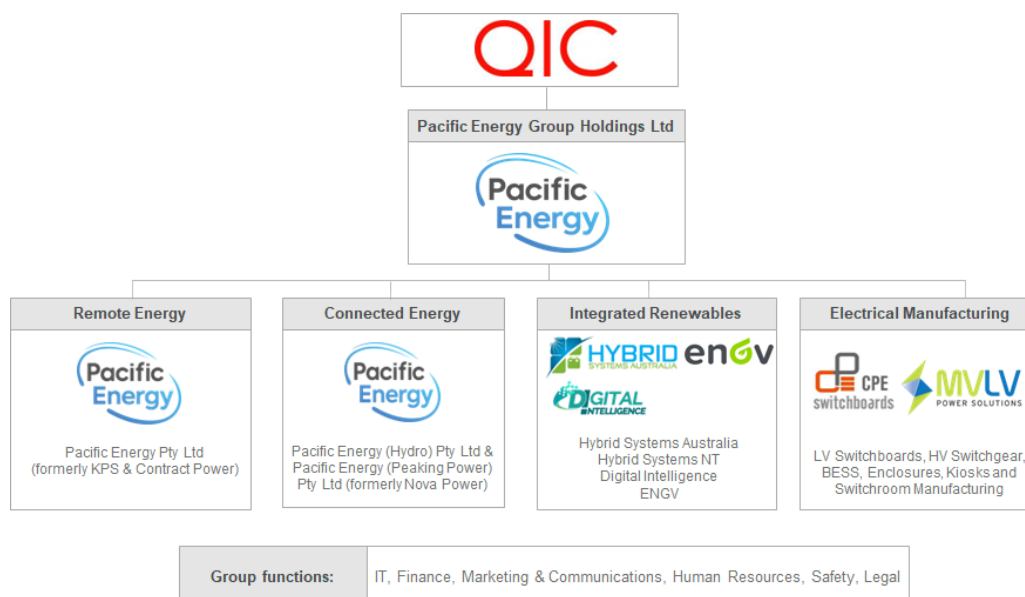 QIC
Pacific Energy Group Holdings Ltd
Pacific
Energy
Remote Energy
Pacific
Energy
Pacific Energy Pty Ltd
(formerly KPS & Contract Power)
Connected Energy
Pacific
Energy
Pacific Energy (Hydro) Pty Ltd &
Pacific Energy (Peaking Power)
Pty Ltd (formerly Nova Power)
Integrated Renewables
HYBRID
SYSTEMS AUSTRALIA
enGv
DIGITAL
INTELLIGENCE
Hybrid Systems Australia
Hybrid Systems NT
Digital Intelligence
ENGV
Electrical Manufacturing
CPE
switchboards
MVLV
POWER SOLUTIONS
LV Switchboards, HV Switchgear,
BESS, Enclosures, Kiosks and
Switchroom Manufacturing
Group functions:
IT, Finance, Marketing & Communications, Human Resources, Safety, Legal